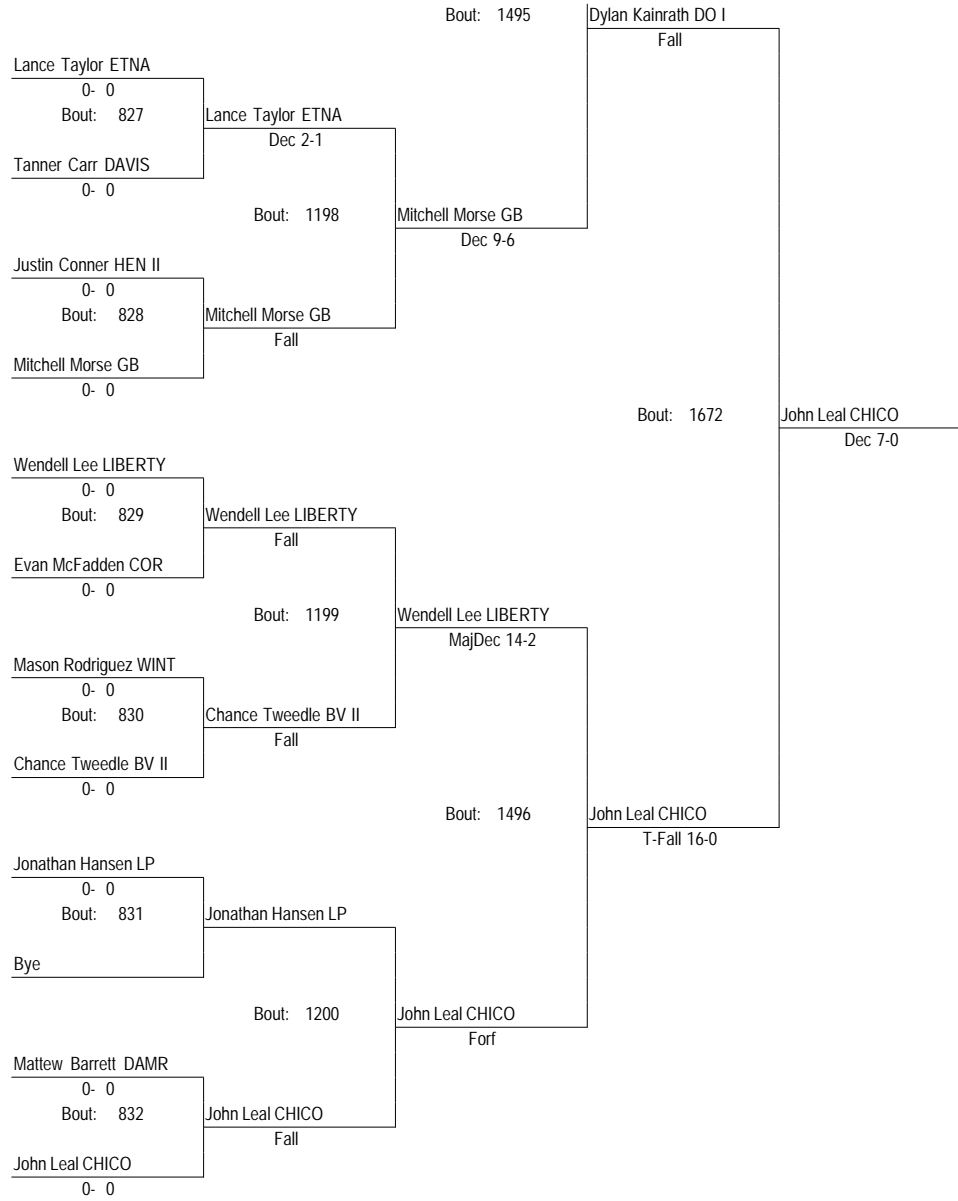 Bout: 1495
Dylan Kainrath DO I
Fall
Lance Taylor ETNA
0- 0
Bout: 827
Lance Taylor ETNA
Dec 2-1
Tanner Carr DAVIS
0- 0
Bout: 1198
Mitchell Morse GB
Dec 9-6
Justin Conner HEN II
0- 0
Bout: 828
Mitchell Morse GB
Fall
Mitchell Morse GB
0- 0
Bout: 1672
John Leal CHICO
Dec 7-0
Wendell Lee LIBERTY
0- 0
Bout: 829
Wendell Lee LIBERTY
Fall
Evan McFadden COR
0- 0
Bout: 1199
Wendell Lee LIBERTY
MajDec 14-2
Mason Rodriguez WINT
0- 0
Bout: 830
Chance Tweedle BV II
Fall
Chance Tweedle BV II
0- 0
Bout: 1496
John Leal CHICO
T-Fall 16-0
Jonathan Hansen LP
0- 0
Bout: 831
Jonathan Hansen LP
Bye
Bout: 1200
John Leal CHICO
Forf
Mattew Barrett DAMR
0- 0
Bout: 832
John Leal CHICO
Fall
John Leal CHICO
0- 0